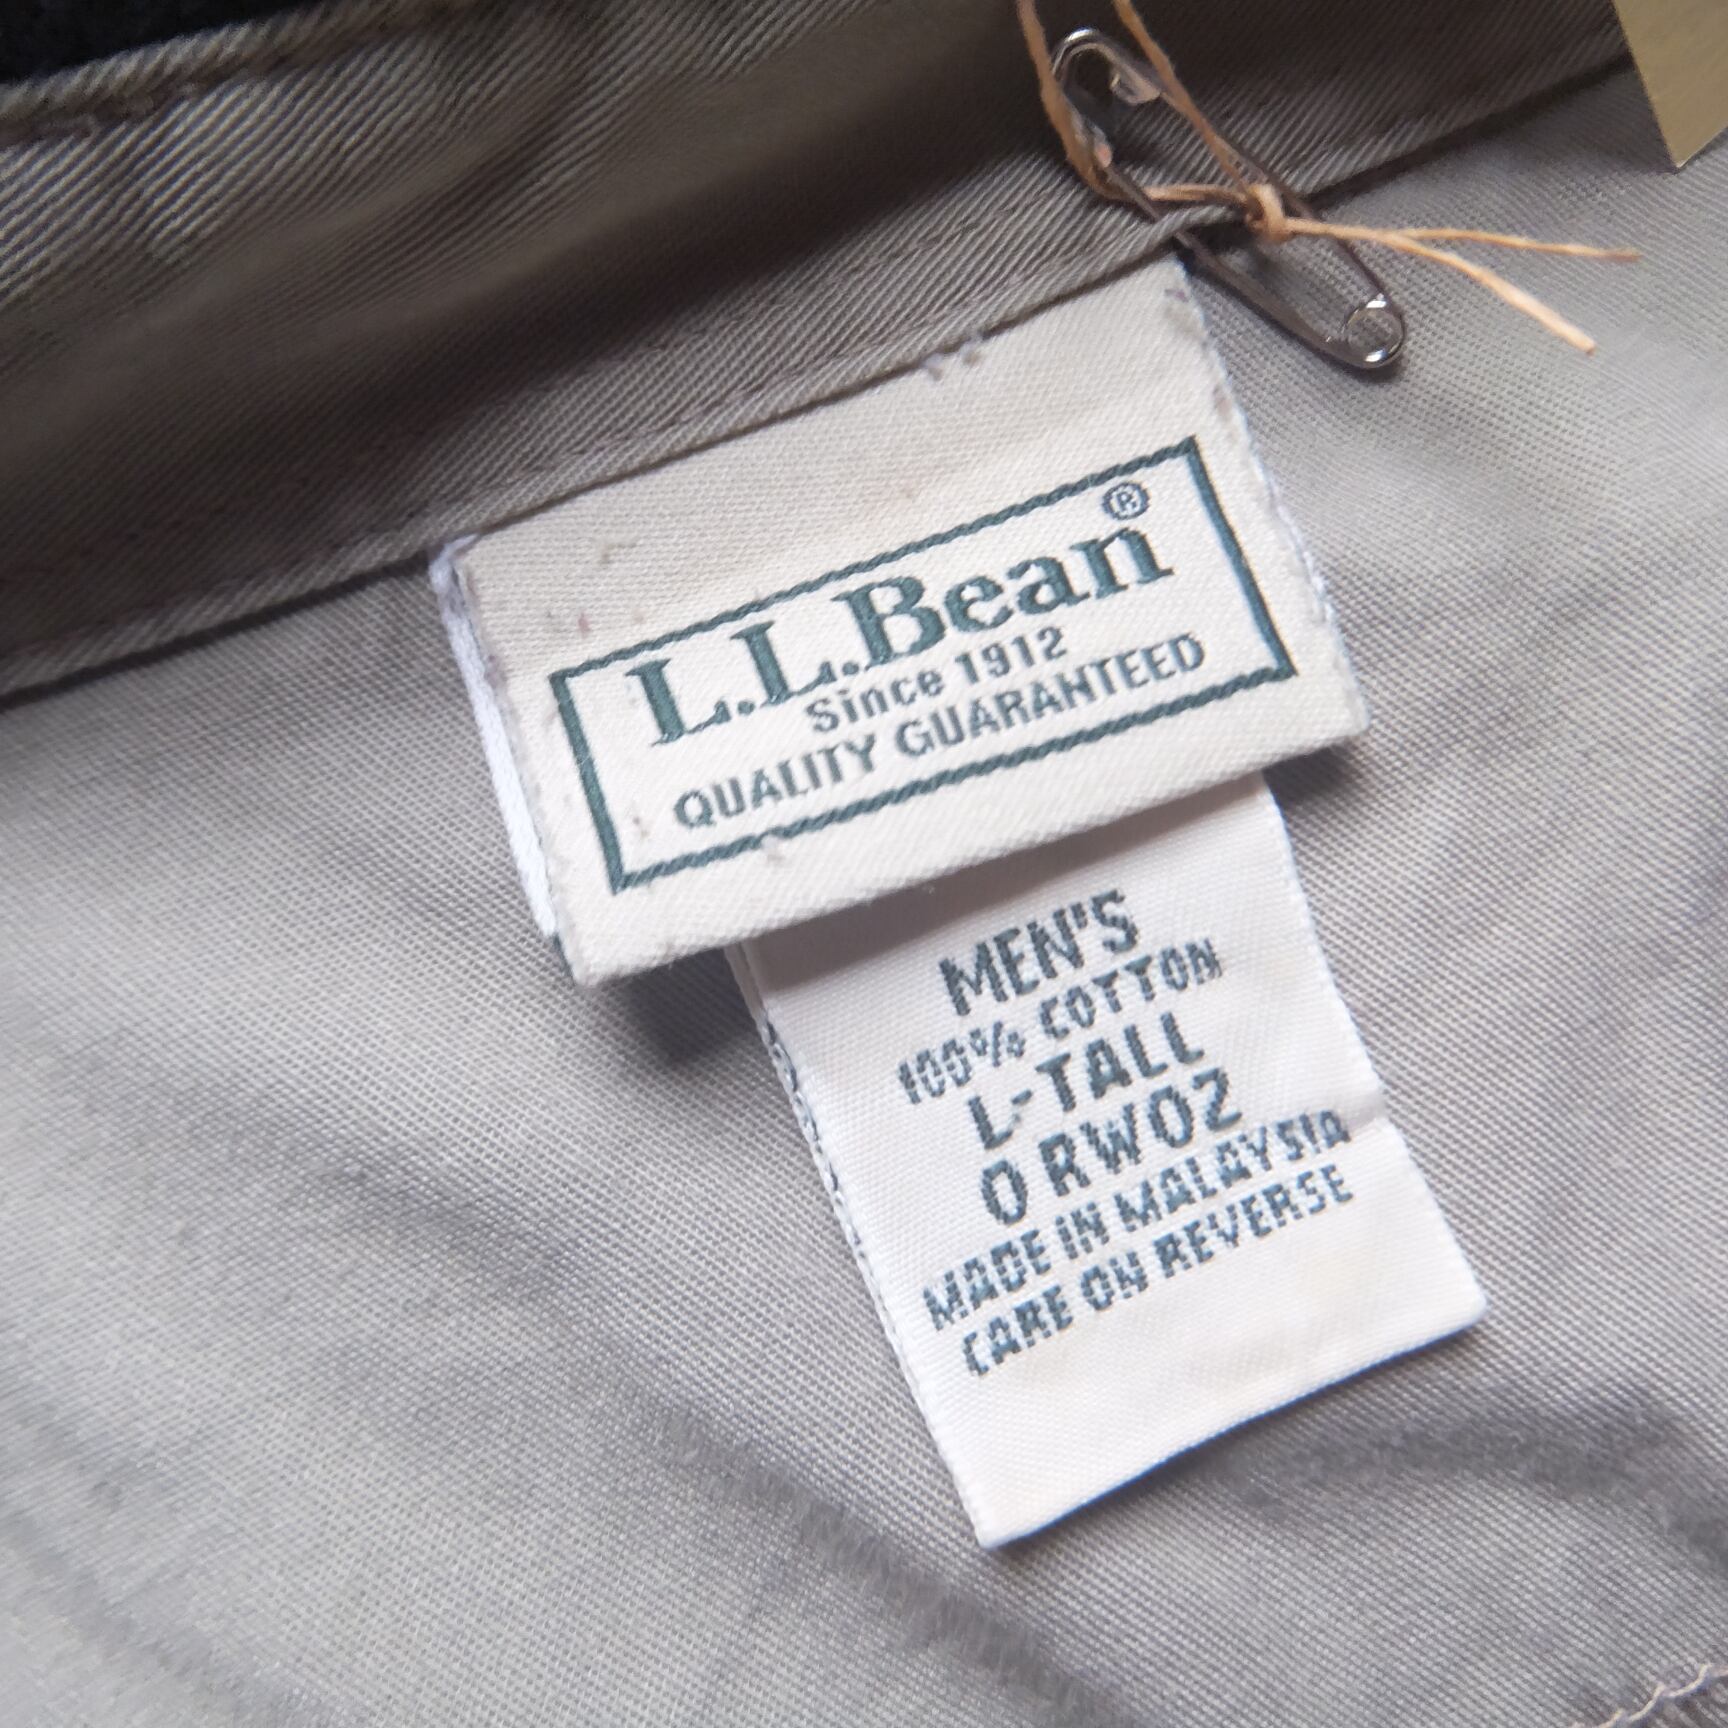 L.L.Bean®
Since 1912
QUALITY GUARANTEED
MEN'S
100% COTTON
L-TALL
0 RW0Z
MADE IN MALAYSIA
CARE ON REVERSE